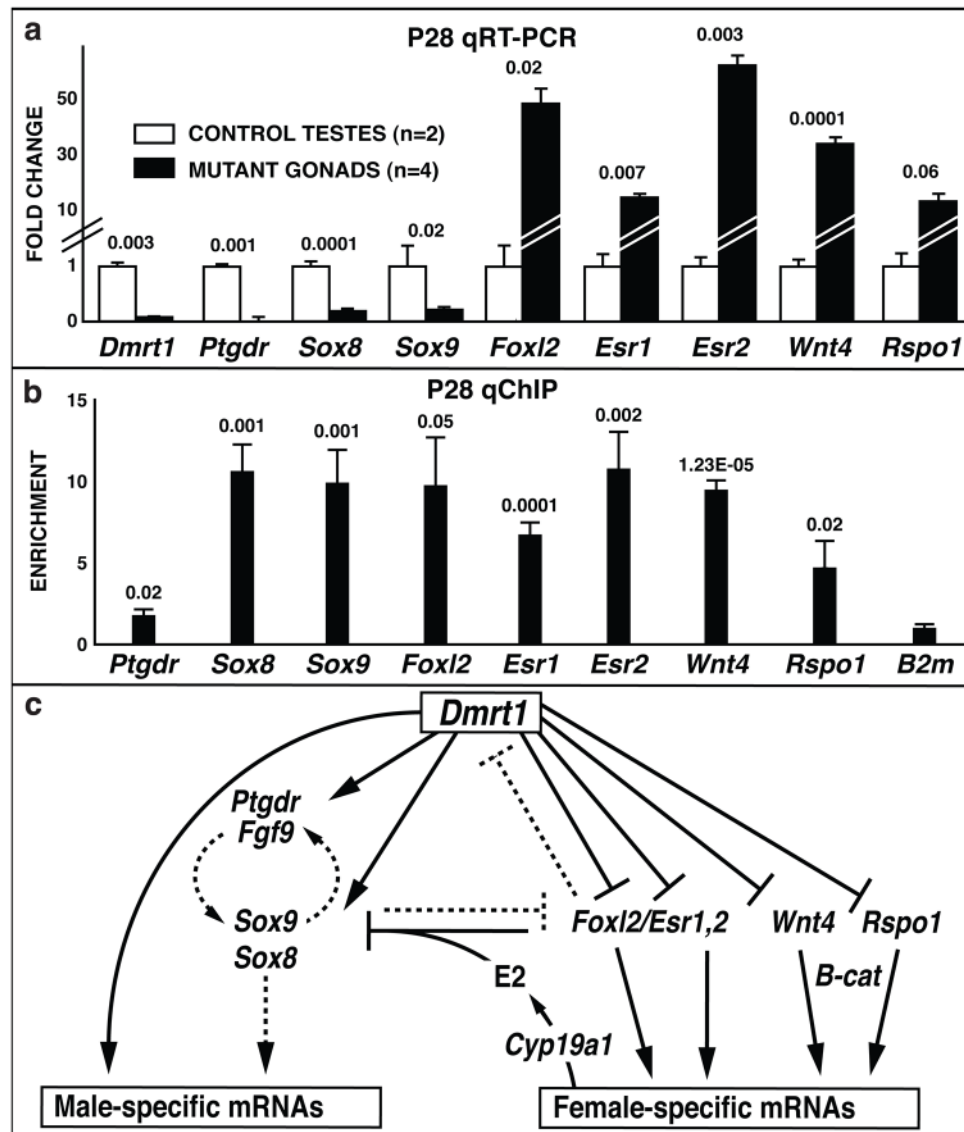 a
P28 qRT-PCR
FOLD CHANGE
50
30
10
1
0
CONTROL TESTES (n=2)
MUTANT GONADS (n=4)
0.003 0.001 0.0001 0.02 0.02 0.007 0.003 0.0001 0.06
Dmrt1 Ptgdr Sox8 Sox9 Foxl2 Esr1 Esr2 Wnt4 Rspo1
b
P28 qChIP
ENRICHMENT
15
10
5
0
0.02 0.001 0.001 0.05 0.0001 0.002 1.23E-05 0.02
Ptgdr Sox8 Sox9 Foxl2 Esr1 Esr2 Wnt4 Rspo1 B2m
c
Dmrt1
Ptgdr
Fgf9
Sox9
Sox8
Foxl2/Esr1,2 Wnt4 Rspo1
E2
B-cat
Cyp19a1
Male-specific mRNAs
Female-specific mRNAs